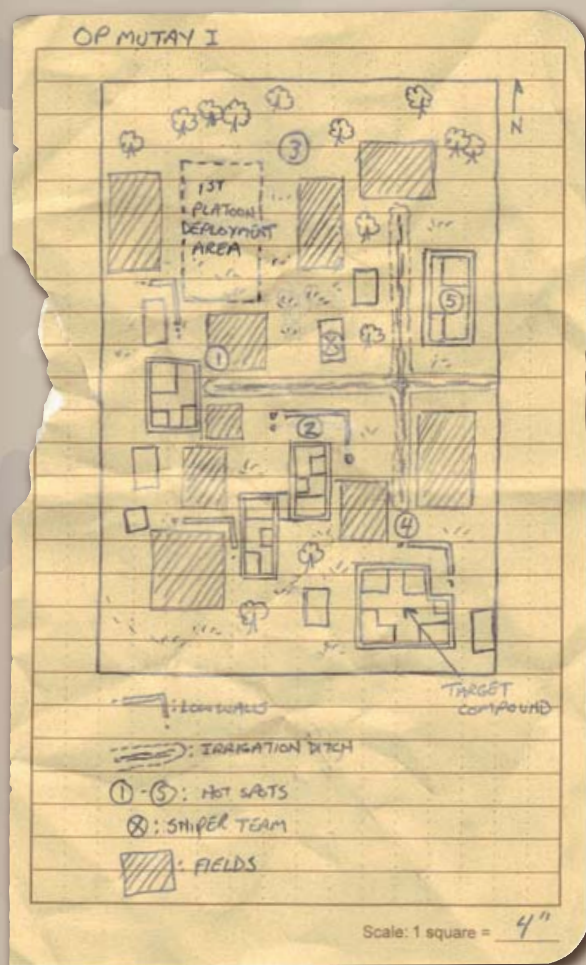 OP MUTAY I
N
3
1ST
PLATOON
DEPLOYMENT
AREA
5
1
2
4
TARGET
COMPOUND
: LOW WALLS
: IRRIGATION DITCH
1 - 5 : HOT SPOTS
: SNIPER TEAM
: FIELDS
Scale: 1 square = 4"